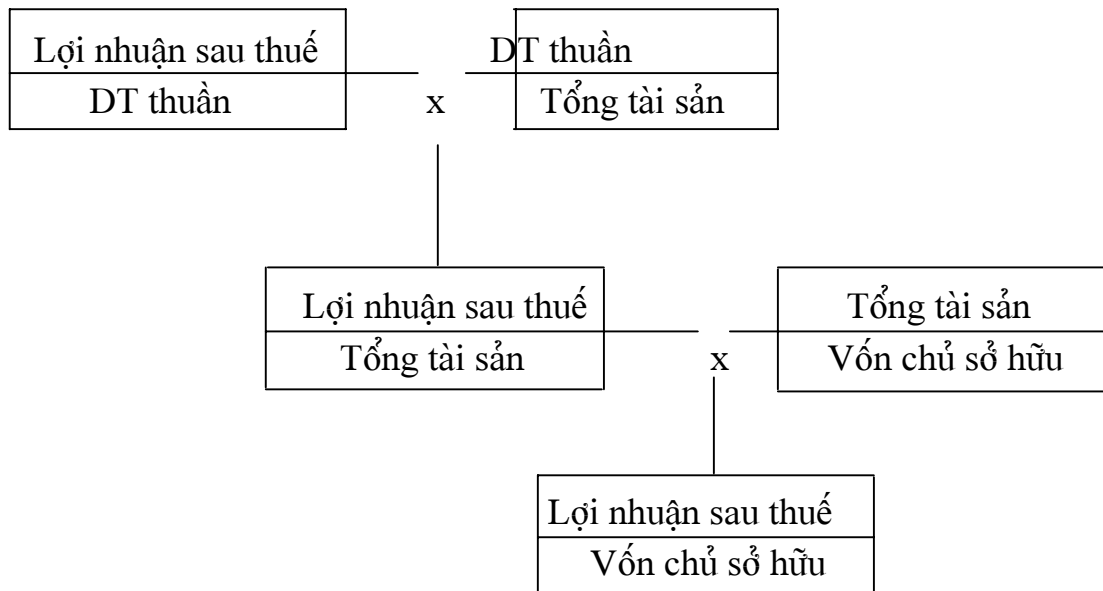 Lợi nhuận sau thuế
DT thuần
x
DT thuần
Tổng tài sản
Lợi nhuận sau thuế
Tổng tài sản
x
Tổng tài sản
Vốn chủ sở hữu
Lợi nhuận sau thuế
Vốn chủ sở hữu